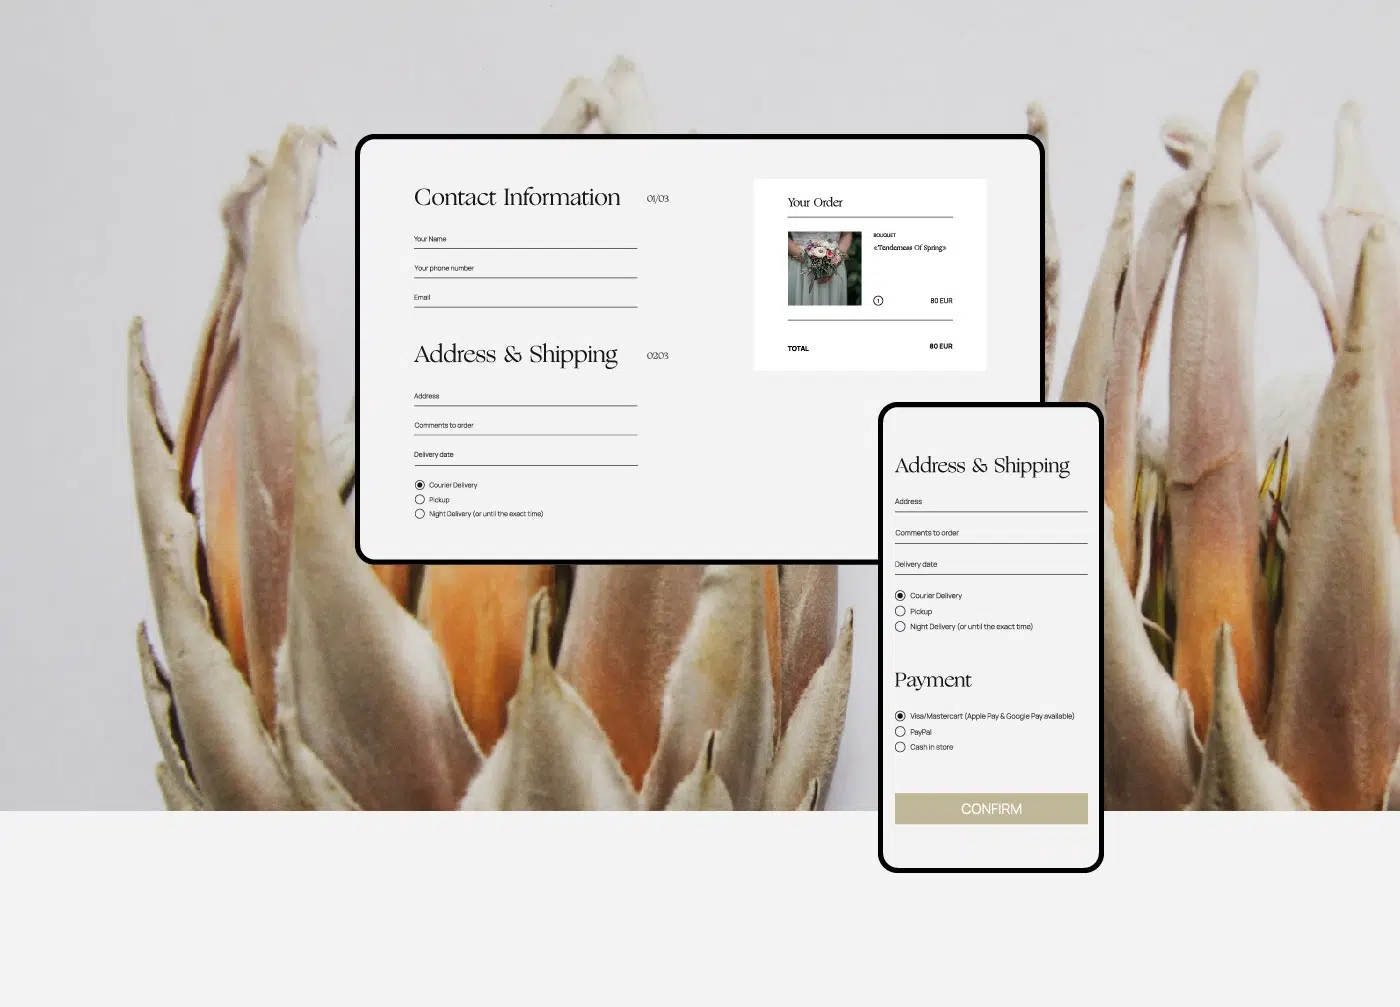 Contact Information 01/03
Your Name
Your phone number
Email
Address & Shipping 0203
Address
Comments to order
Delivery date
Courier Delivery
Pickup
Night Delivery (or until the exact time)
Your Order
BOUQUET
«Tenderness Of Spring»
1 80 EUR
TOTAL 80 EUR
Address & Shipping
Address
Comments to order
Delivery date
Courier Delivery
Pickup
Night Delivery (or until the exact time)
Payment
Visa/Mastercart (Apple Pay & Google Pay available)
PayPal
Cash in store
CONFIRM